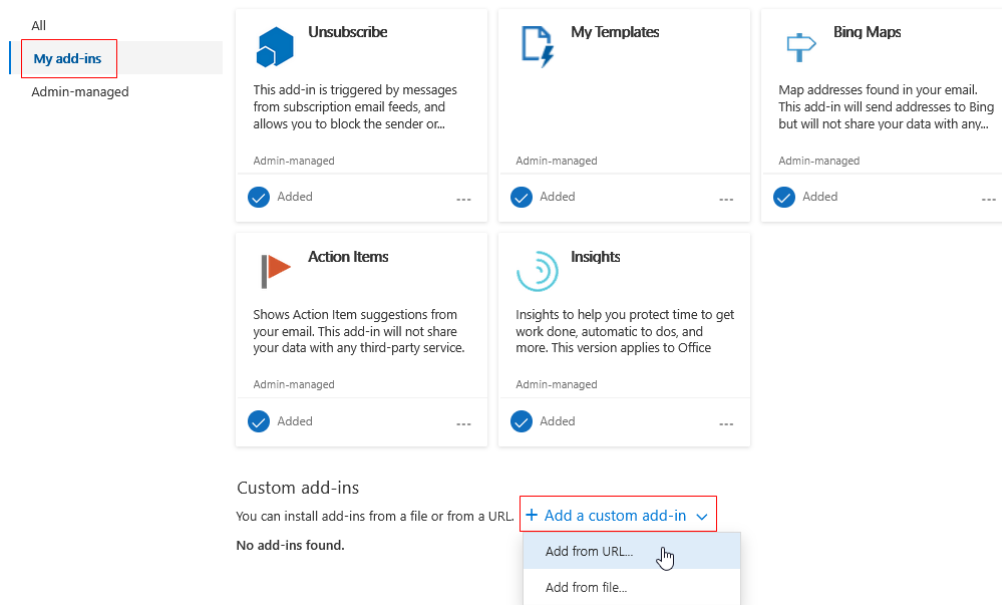 All
My add-ins
Admin-managed
Unsubscribe
This add-in is triggered by messages
from subscription email feeds, and
allows you to block the sender or...
Admin-managed
Added
...
My Templates
Admin-managed
Added
...
Bing Maps
Map addresses found in your email.
This add-in will send addresses to Bing
but will not share your data with any...
Admin-managed
Added
...
Action Items
Shows Action Item suggestions from
your email. This add-in will not share
your data with any third-party service.
Admin-managed
Added
...
Insights
Insights to help you protect time to get
work done, automatic to dos, and
more. This version applies to Office
Admin-managed
Added
...
Custom add-ins
You can install add-ins from a file or from a URL.
+ Add a custom add-in
No add-ins found.
Add from URL...
Add from file...